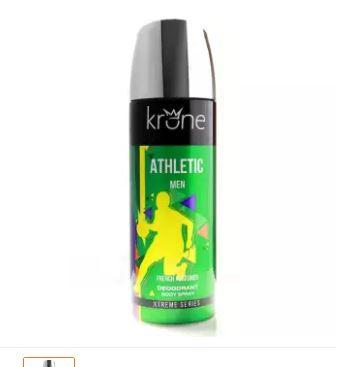 krone
ATHLETIC
MEN
FRENCH PERFUMES
DEODORANT
BODY SPRAY
XTREME SERIES